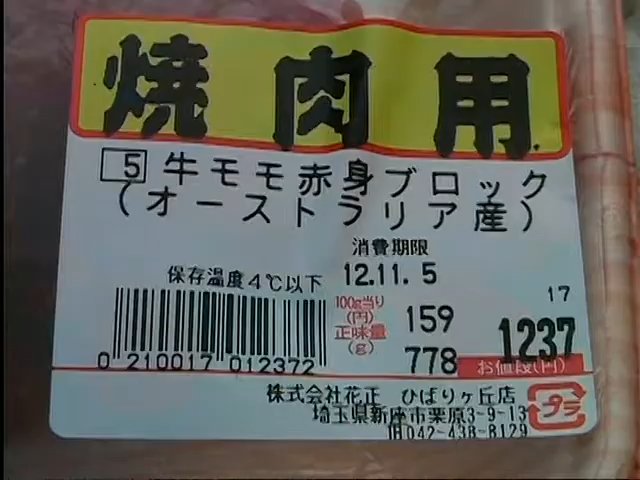 焼肉用
5 牛モモ赤身ブロック
(オーストラリア産)
消費期限
保存温度4℃以下 12.11.5
17
100g当り(円) 159
正味量(g) 778
1237
お値段(円)
0 210017 012372
株式会社花正 ひばりヶ丘店
埼玉県新座市栗原3-9-13
042-438-8129
プラ